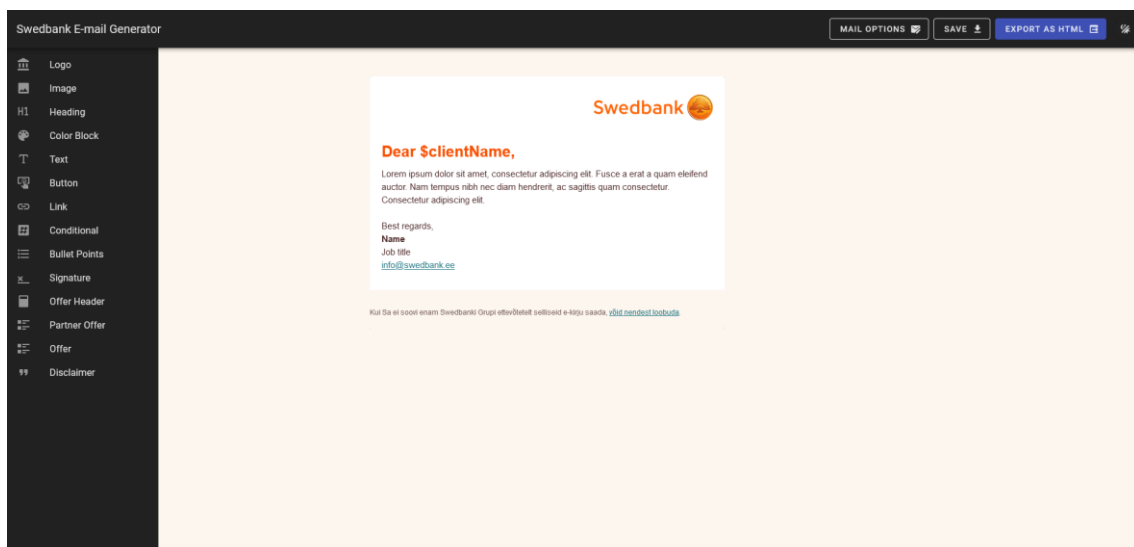 Swedbank E-mail Generator
MAIL OPTIONS
SAVE
EXPORT AS HTML
Logo
Image
H1 Heading
Color Block
T Text
Button
Link
Conditional
Bullet Points
Signature
Offer Header
Partner Offer
Offer
Disclaimer
Swedbank
Dear $clientName,
Lorem ipsum dolor sit amet, consectetur adipiscing elit. Fusce a erat a quam eleifend
auctor. Nam tempus nibh nec diam hendrerit, ac sagittis quam consectetur.
Consectetur adipiscing elit.
Best regards,
Name
Job title
info@swedbank.ee
Kui Sa ei soovi enam Swedbanki Grupi ettevõtetelt selliseid e-kirju saada, võid nendest loobuda.